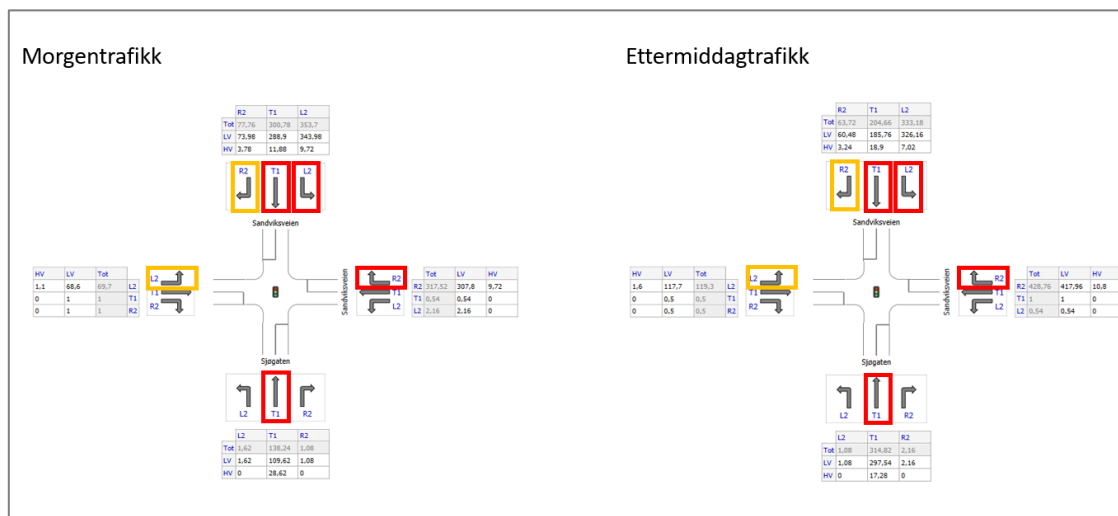 Morgentrafikk Ettermiddagtrafikk
R2 T1 L2
Tot 77,76 300,78 353,7
LV 73,98 288,9 343,98
HV 3,78 11,88 9,72
R2 T1 L2
Sandviksveien
HV LV Tot
1,1 68,6 69,7 L2
0 1 1 T1
0 1 1 R2
L2
T1
R2
Sandviksveien
R2
T1
L2
Tot LV HV
R2 317,52 307,8 9,72
T1 0,54 0,54 0
L2 2,16 2,16 0
Sjøgaten
L2 T1 R2
L2 T1 R2
Tot 1,62 138,24 1,08
LV 1,62 109,62 1,08
HV 0 28,62 0
R2 T1 L2
Tot 63,72 204,66 333,18
LV 60,48 185,76 326,16
HV 3,24 18,9 7,02
R2 T1 L2
Sandviksveien
HV LV Tot
1,6 117,7 119,3 L2
0 0,5 0,5 T1
0 0,5 0,5 R2
L2
T1
R2
Sandviksveien
R2
T1
L2
Tot LV HV
R2 428,76 417,96 10,8
T1 1 1 0
L2 0,54 0,54 0
Sjøgaten
L2 T1 R2
L2 T1 R2
Tot 1,08 314,82 2,16
LV 1,08 297,54 2,16
HV 0 17,28 0